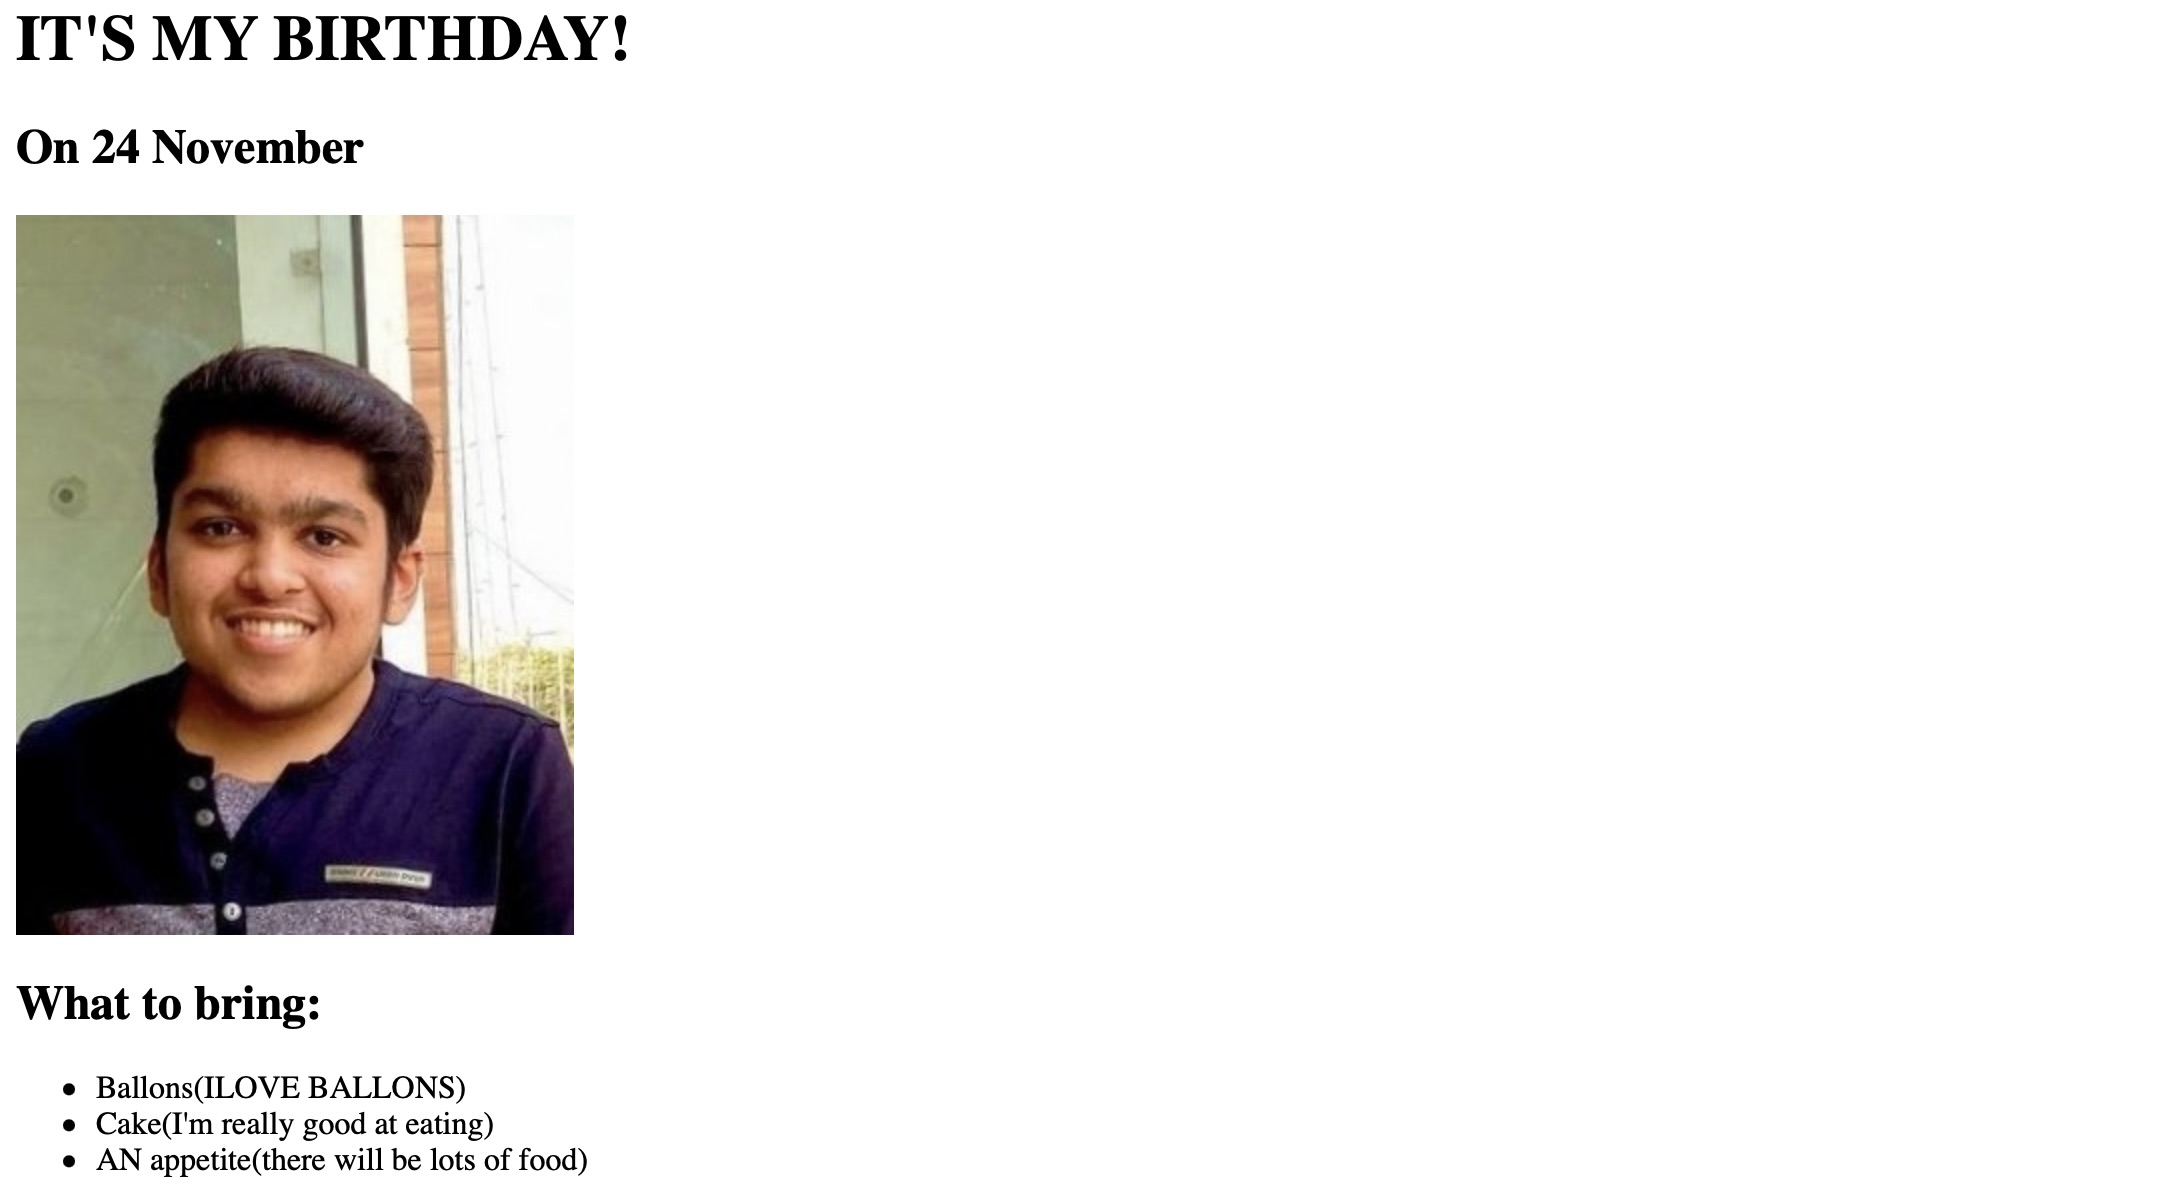 IT'S MY BIRTHDAY!
On 24 November
What to bring:
Ballons(ILOVE BALLONS)
Cake(I'm really good at eating)
AN appetite(there will be lots of food)